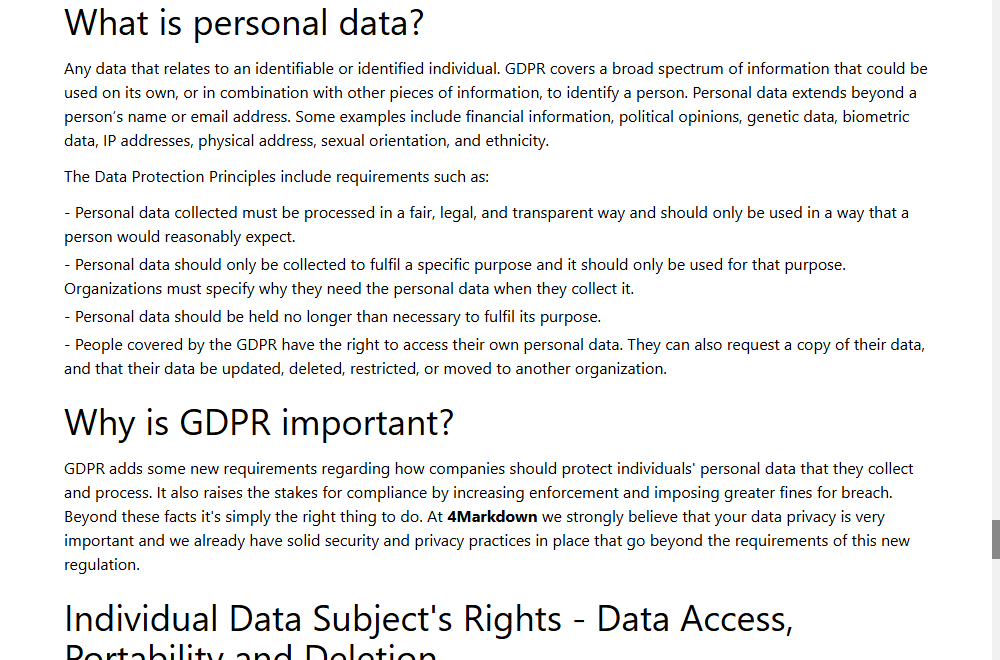 What is personal data?
Any data that relates to an identifiable or identified individual. GDPR covers a broad spectrum of information that could be
used on its own, or in combination with other pieces of information, to identify a person. Personal data extends beyond a
person's name or email address. Some examples include financial information, political opinions, genetic data, biometric
data, IP addresses, physical address, sexual orientation, and ethnicity.
The Data Protection Principles include requirements such as:
- Personal data collected must be processed in a fair, legal, and transparent way and should only be used in a way that a
person would reasonably expect.
- Personal data should only be collected to fulfil a specific purpose and it should only be used for that purpose.
Organizations must specify why they need the personal data when they collect it.
- Personal data should be held no longer than necessary to fulfil its purpose.
- People covered by the GDPR have the right to access their own personal data. They can also request a copy of their data,
and that their data be updated, deleted, restricted, or moved to another organization.
Why is GDPR important?
GDPR adds some new requirements regarding how companies should protect individuals' personal data that they collect
and process. It also raises the stakes for compliance by increasing enforcement and imposing greater fines for breach.
Beyond these facts it's simply the right thing to do. At 4Markdown we strongly believe that your data privacy is very
important and we already have solid security and privacy practices in place that go beyond the requirements of this new
regulation.
Individual Data Subject's Rights - Data Access,
Portability and Deletion